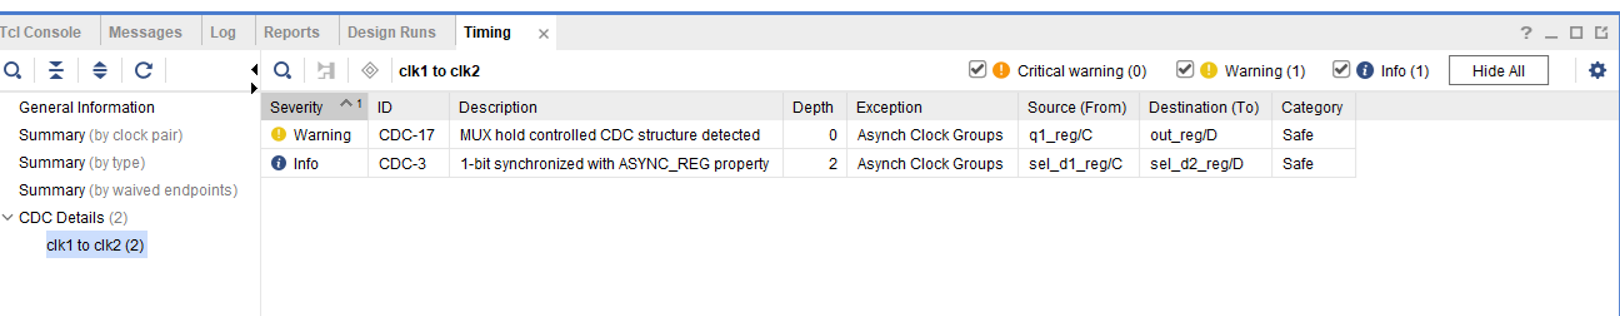 Tcl Console Messages Log Reports Design Runs Timing
clk1 to clk2 Critical warning (0) Warning (1) Info (1) Hide All
General Information
Summary (by clock pair)
Summary (by type)
Summary (by waived endpoints)
CDC Details (2)
clk1 to clk2 (2)
Severity 1 ID Description Depth Exception Source (From) Destination (To) Category
Warning CDC-17 MUX hold controlled CDC structure detected 0 Asynch Clock Groups q1_reg/C out_reg/D Safe
Info CDC-3 1-bit synchronized with ASYNC_REG property 2 Asynch Clock Groups sel_d1_reg/C sel_d2_reg/D Safe